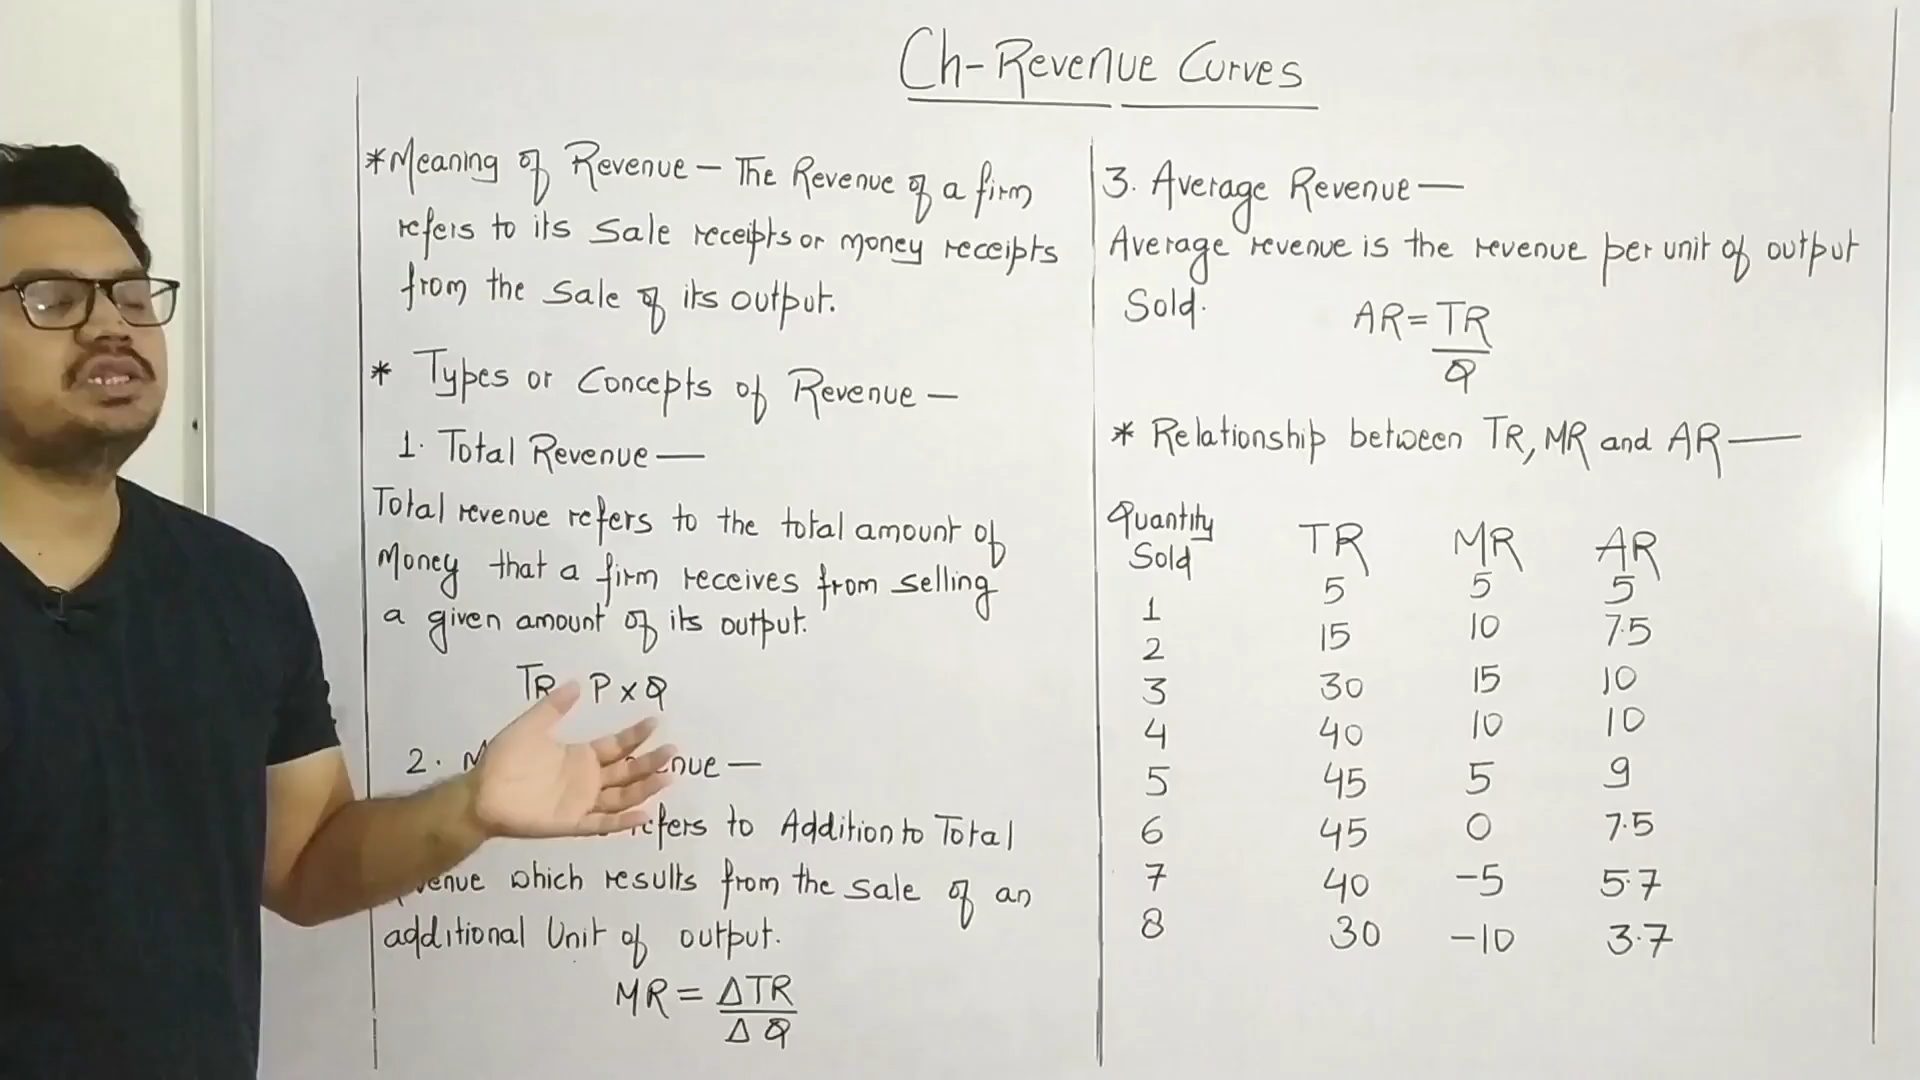 Ch-Revenue Curves
*Meaning of Revenue – The Revenue of a firm
refers to its Sale receipts or money receipts
from the Sale of its output.
* Types or Concepts of Revenue –
1. Total Revenue —
Total revenue refers to the total amount of
Money that a firm receives from selling
a given amount of its output.
TR P x Q
2.
refers to Addition to Total
which results from the sale of an
additional Unit of output.
MR = ΔTR
ΔQ
3. Average Revenue —
Average revenue is the revenue per unit of output
Sold.
AR = TR
Q
* Relationship between TR, MR and AR —
Quantity
Sold TR MR AR
1 5 5 5
2 15 10 7.5
3 30 15 10
4 40 10 10
5 45 5 9
6 45 0 7.5
7 40 -5 5.7
8 30 -10 3.7